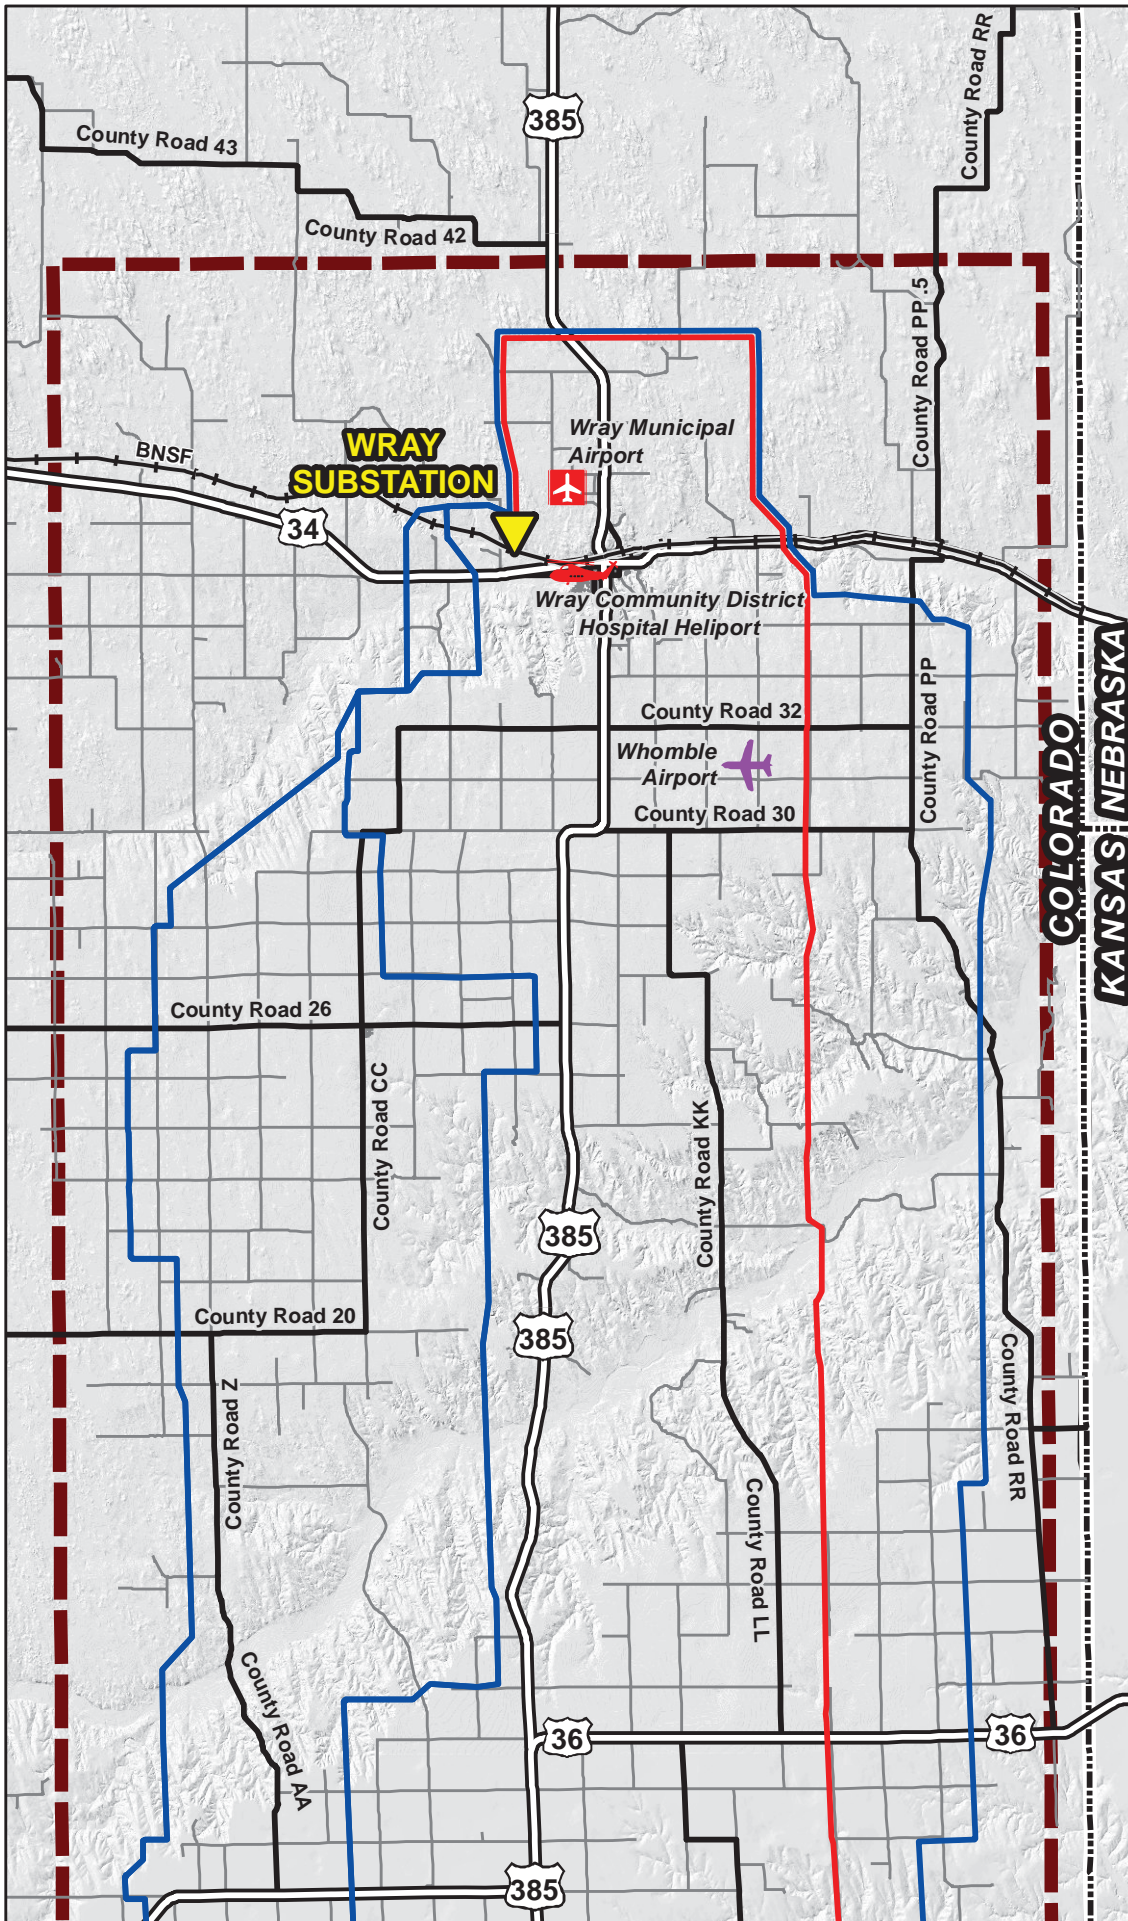 County Road RR
385
County Road 43
County Road 42
County Road PP .5
Wray Municipal
Airport
BNSF
WRAY
SUBSTATION
34
Wray Community District
Hospital Heliport
County Road 32
Whomble
Airport
County Road PP
County Road 30
COLORADO
NEBRASKA
KANSAS
County Road 26
County Road CC
County Road KK
385
County Road 20
385
County Road Z
County Road RR
County Road LL
County Road AA
36
36
385